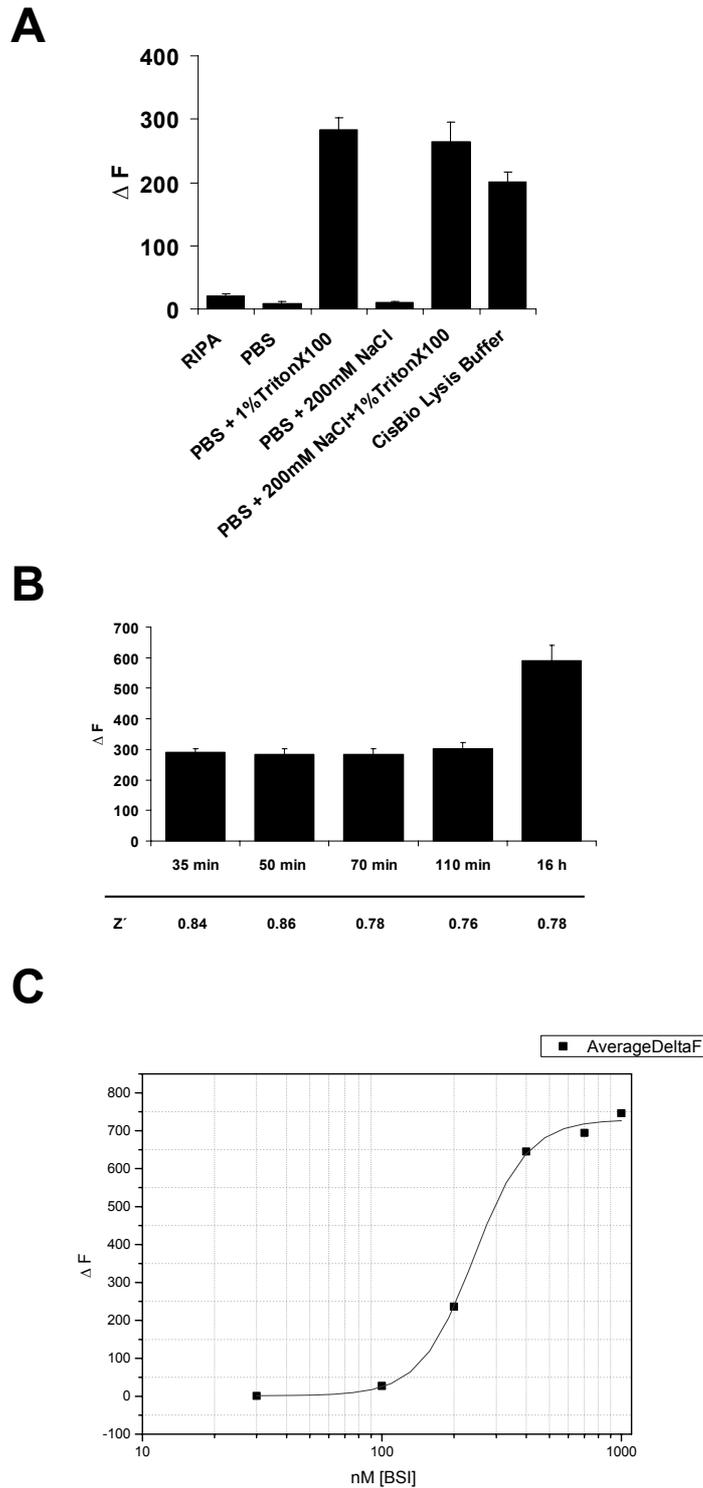 A
400
300
200
100
0
Δ F
RIPA
PBS
PBS + 1%TritonX100
PBS + 200mM NaCl
PBS + 200mM NaCl+1%TritonX100
CisBio Lysis Buffer
B
700
600
500
400
300
200
100
0
Δ F
35 min 50 min 70 min 110 min 16 h
Z´ 0.84 0.86 0.78 0.76 0.78
C
AverageDeltaF
800
700
600
500
400
300
200
100
0
-100
Δ F
10 100 1000
nM [BSI]